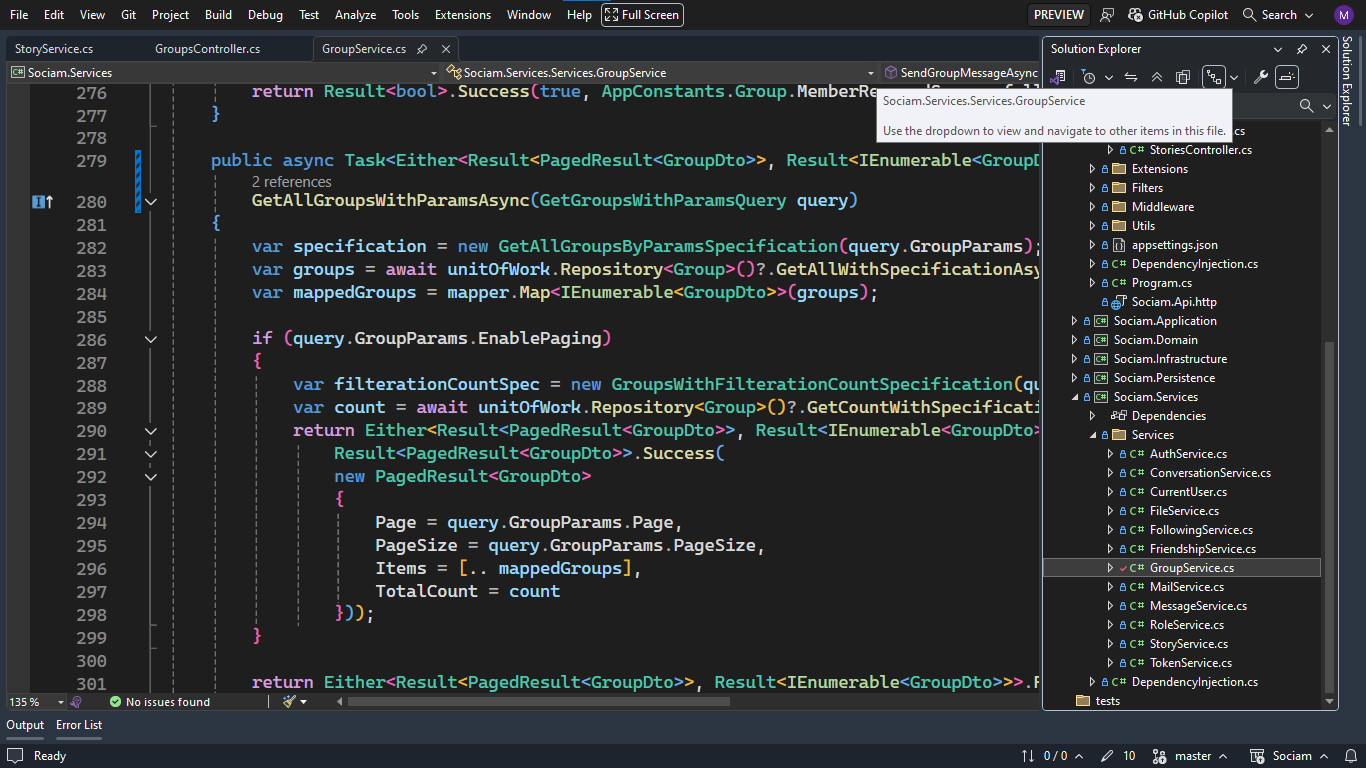 File Edit View Git Project Build Debug Test Analyze Tools Extensions Window Help Full Screen PREVIEW GitHub Copilot Search M
StoryService.cs GroupsController.cs GroupService.cs
Sociam.Services Sociam.Services.Services.GroupService SendGroupMessageAsync
276 return Result<bool>.Success(true, AppConstants.Group.MemberRe
277 }
278
279 public async Task<Either<Result<PagedResult<GroupDto>>, Result<IEnumerable<GroupD
2 references
280 GetAllGroupsWithParamsAsync(GetGroupsWithParamsQuery query)
281 {
282 var specification = new GetAllGroupsByParamsSpecification(query.GroupParams);
283 var groups = await unitOfWork.Repository<Group>()?.GetAllWithSpecificationAsy
284 var mappedGroups = mapper.Map<IEnumerable<GroupDto>>(groups);
285
286 if (query.GroupParams.EnablePaging)
287 {
288 var filterationCountSpec = new GroupsWithFilterationCountSpecification(qu
289 var count = await unitOfWork.Repository<Group>()?.GetCountWithSpecificati
290 return Either<Result<PagedResult<GroupDto>>, Result<IEnumerable<GroupDto>
291 Result<PagedResult<GroupDto>>.Success(
292 new PagedResult<GroupDto>
293 {
294 Page = query.GroupParams.Page,
295 PageSize = query.GroupParams.PageSize,
296 Items = [.. mappedGroups],
297 TotalCount = count
298 }));
299 }
300
301 return Either<Result<PagedResult<GroupDto>>, Result<IEnumerable<GroupDto>>>.
Sociam.Services.Services.GroupService
Use the dropdown to view and navigate to other items in this file.
Solution Explorer
.cs
StoriesController.cs
Extensions
Filters
Middleware
Utils
appsettings.json
C# DependencyInjection.cs
C# Program.cs
Sociam.Api.http
C# Sociam.Application
C# Sociam.Domain
C# Sociam.Infrastructure
C# Sociam.Persistence
C# Sociam.Services
Dependencies
Services
C# AuthService.cs
C# ConversationService.cs
C# CurrentUser.cs
C# FileService.cs
C# FollowingService.cs
C# FriendshipService.cs
C# GroupService.cs
C# MailService.cs
C# MessageService.cs
C# RoleService.cs
C# StoryService.cs
C# TokenService.cs
C# DependencyInjection.cs
tests
Solution Explorer
135 % No issues found
Output Error List
Ready 0 / 0 10 master Sociam